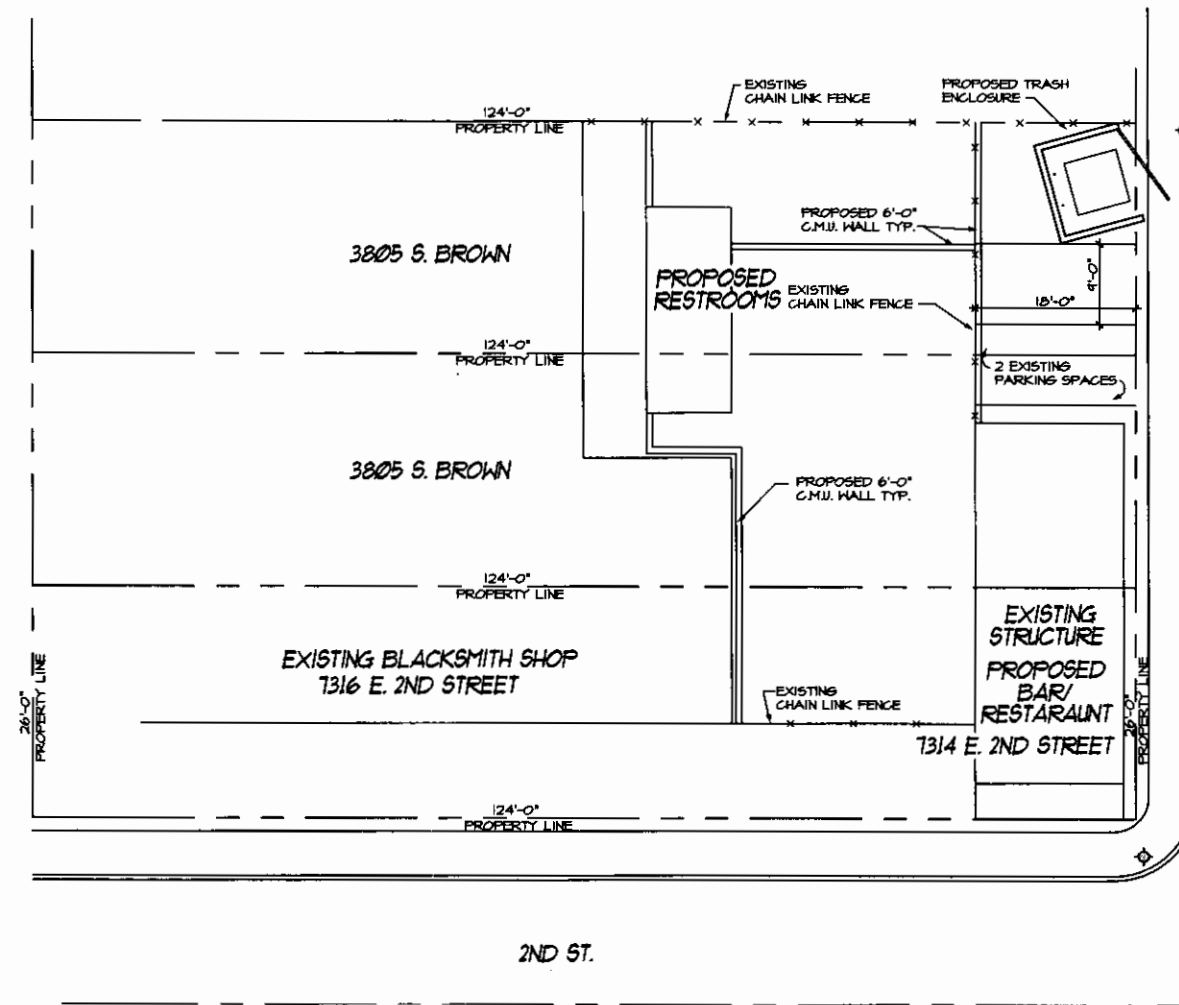 EXISTING
CHAIN LINK FENCE
PROPOSED TRASH
ENCLOSURE
124'-0"
PROPERTY LINE
PROPOSED 6'-0"
C.M.U. WALL TYP.
3805 S. BROWN
PROPOSED
RESTROOMS
EXISTING
CHAIN LINK FENCE
9'-0"
18'-0"
124'-0"
PROPERTY LINE
2 EXISTING
PARKING SPACES
3805 S. BROWN
PROPOSED 6'-0"
C.M.U. WALL TYP.
124'-0"
PROPERTY LINE
EXISTING BLACKSMITH SHOP
7316 E. 2ND STREET
EXISTING
STRUCTURE
PROPOSED
BAR/
RESTARAUNT
7314 E. 2ND STREET
26'-0"
PROPERTY LINE
EXISTING
CHAIN LINK FENCE
26'-0"
PROPERTY LINE
124'-0"
PROPERTY LINE
2ND ST.